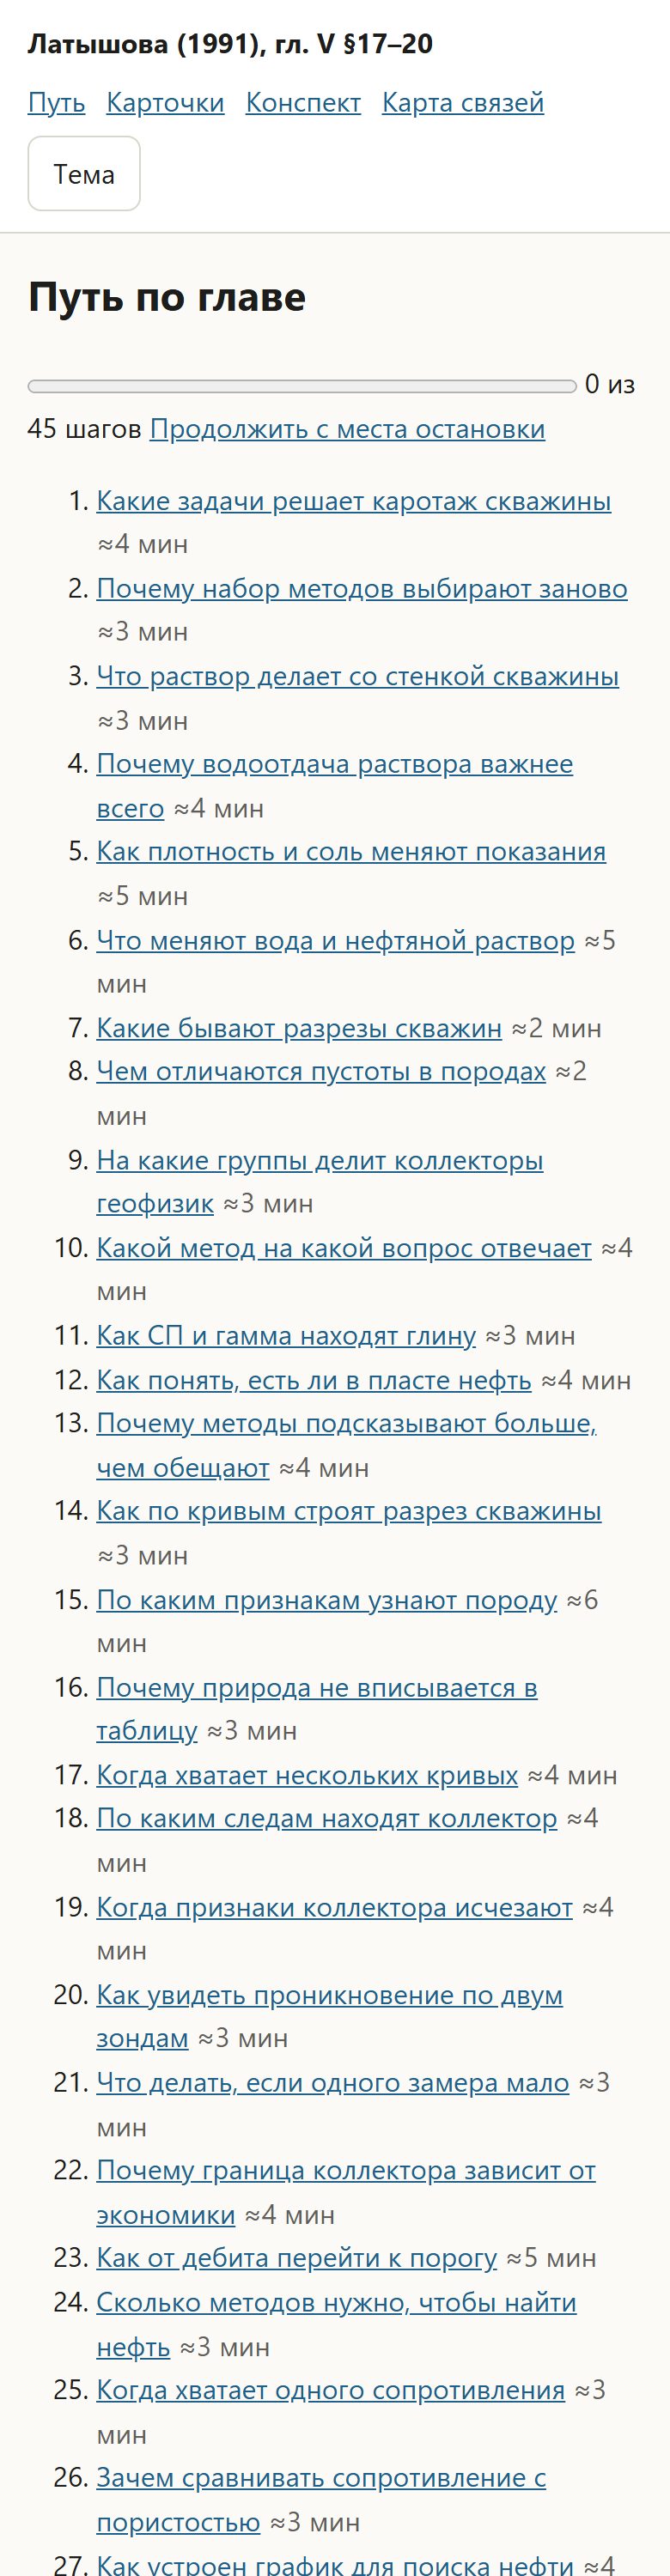 Латышова (1991), гл. V §17–20
Путь Карточки Конспект Карта связей
Тема
Путь по главе
0 из
45 шагов Продолжить с места остановки
1. Какие задачи решает каротаж скважины
≈4 мин
2. Почему набор методов выбирают заново
≈3 мин
3. Что раствор делает со стенкой скважины
≈3 мин
4. Почему водоотдача раствора важнее
всего ≈4 мин
5. Как плотность и соль меняют показания
≈5 мин
6. Что меняют вода и нефтяной раствор ≈5
мин
7. Какие бывают разрезы скважин ≈2 мин
8. Чем отличаются пустоты в породах ≈2
мин
9. На какие группы делит коллекторы
геофизик ≈3 мин
10. Какой метод на какой вопрос отвечает ≈4
мин
11. Как СП и гамма находят глину ≈3 мин
12. Как понять, есть ли в пласте нефть ≈4 мин
13. Почему методы подсказывают больше,
чем обещают ≈4 мин
14. Как по кривым строят разрез скважины
≈3 мин
15. По каким признакам узнают породу ≈6
мин
16. Почему природа не вписывается в
таблицу ≈3 мин
17. Когда хватает нескольких кривых ≈4 мин
18. По каким следам находят коллектор ≈4
мин
19. Когда признаки коллектора исчезают ≈4
мин
20. Как увидеть проникновение по двум
зондам ≈3 мин
21. Что делать, если одного замера мало ≈3
мин
22. Почему граница коллектора зависит от
экономики ≈4 мин
23. Как от дебита перейти к порогу ≈5 мин
24. Сколько методов нужно, чтобы найти
нефть ≈3 мин
25. Когда хватает одного сопротивления ≈3
мин
26. Зачем сравнивать сопротивление с
пористостью ≈3 мин
27. Как устроен график для поиска нефти ≈4